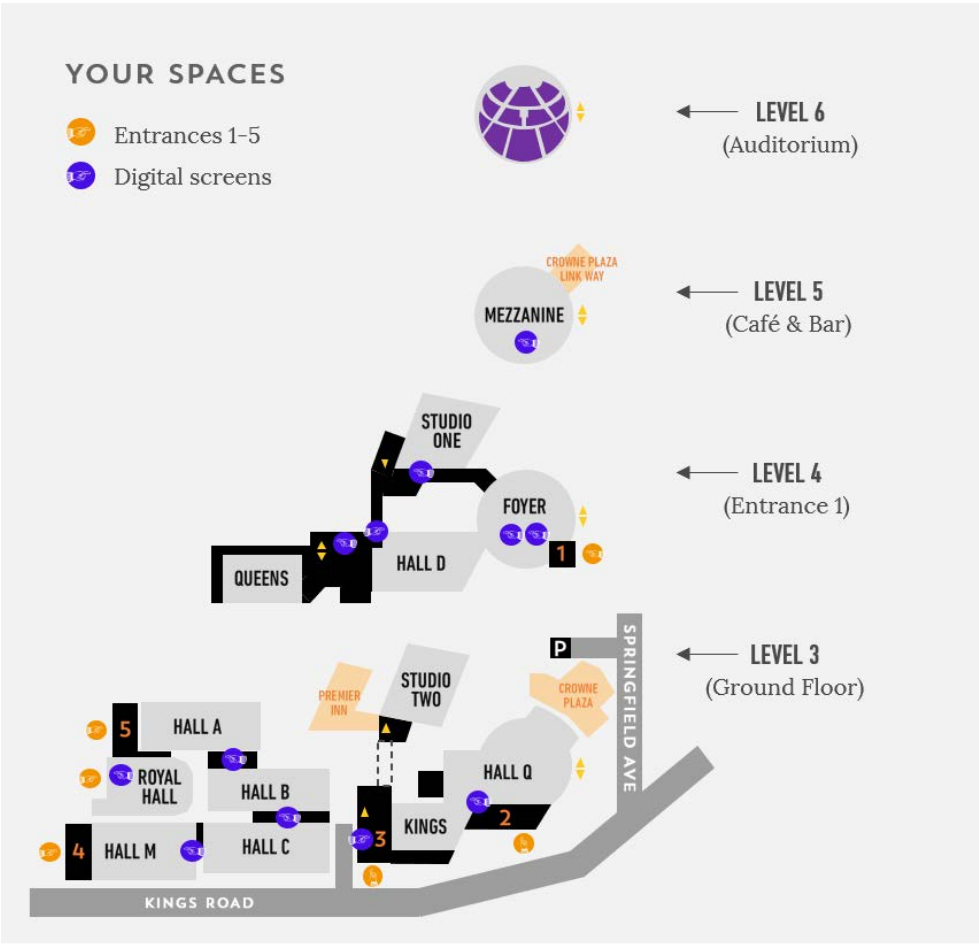 YOUR SPACES
Entrances 1-5
Digital screens
LEVEL 6
(Auditorium)
CROWNE PLAZA
LINK WAY
MEZZANINE
LEVEL 5
(Café & Bar)
STUDIO
ONE
FOYER
LEVEL 4
(Entrance 1)
1
HALL D
QUEENS
P
SPRINGFIELD AVE
LEVEL 3
(Ground Floor)
STUDIO
TWO
PREMIER
INN
CROWNE
PLAZA
5
HALL A
ROYAL
HALL
HALL B
HALL Q
2
KINGS
3
4
HALL M
HALL C
KINGS ROAD